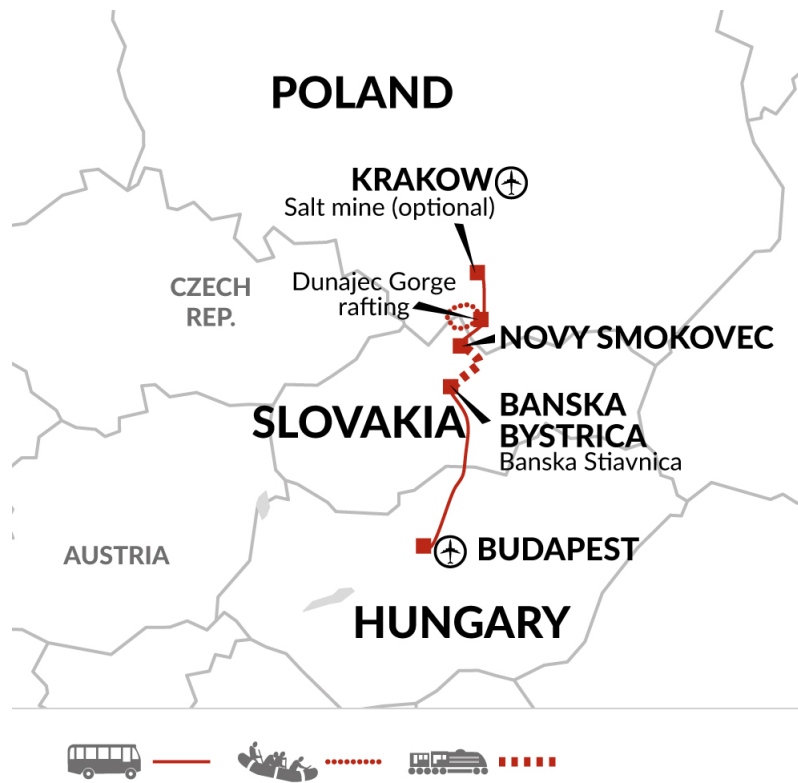 POLAND
KRAKOW
Salt mine (optional)
CZECH
REP.
Dunajec Gorge
rafting
NOVY SMOKOVEC
SLOVAKIA
BANSKA
BYSTRICA
Banska Stiavnica
AUSTRIA
BUDAPEST
HUNGARY